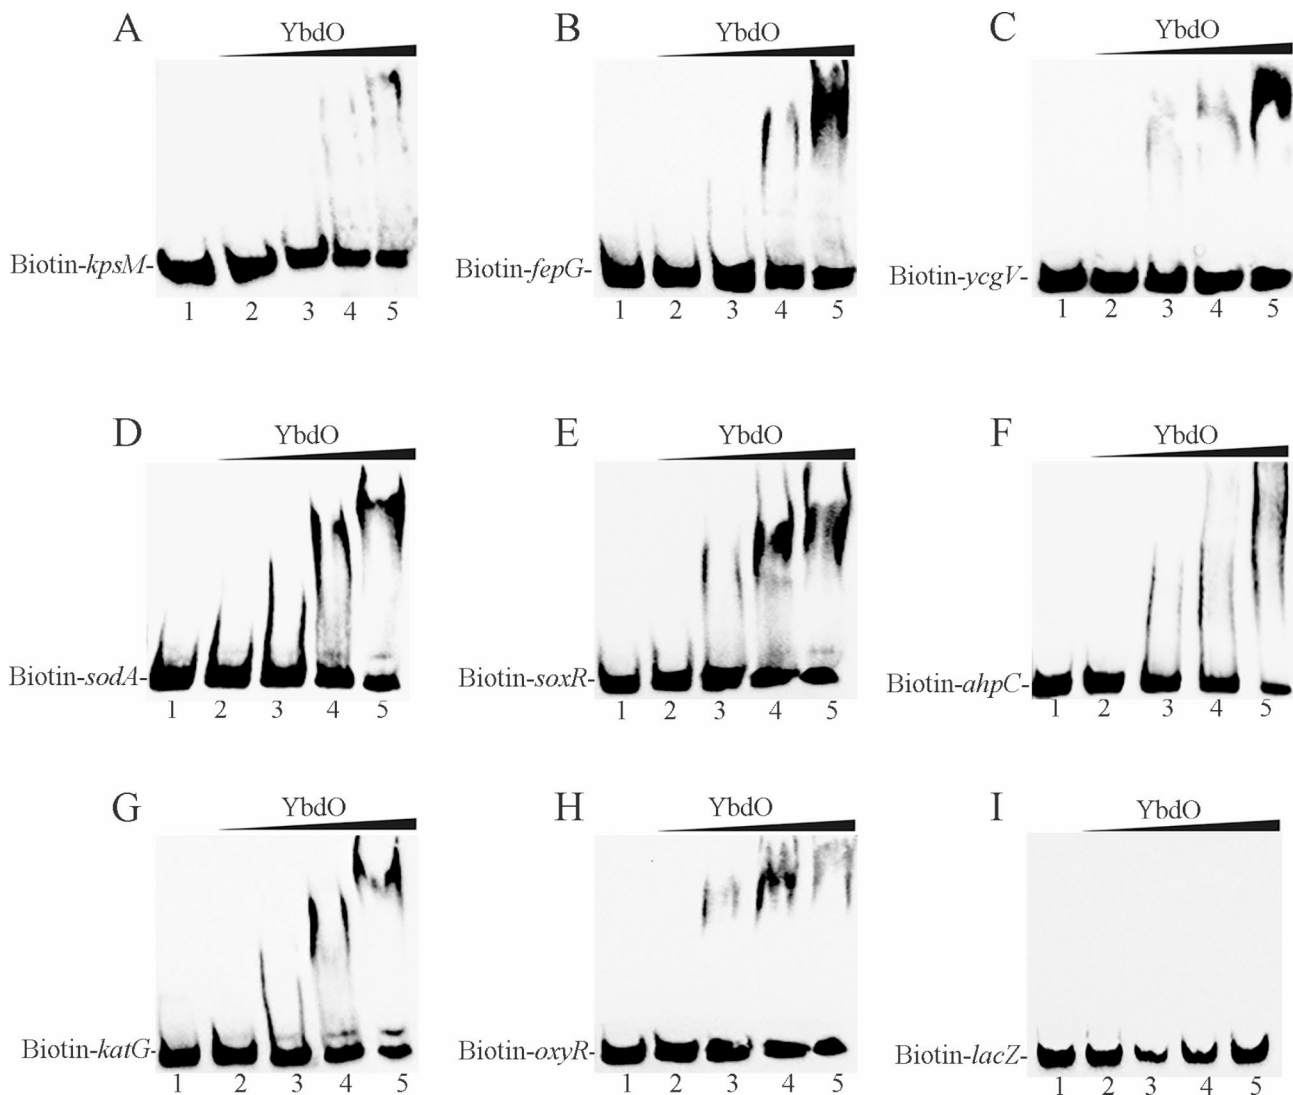 A
YbdO
Biotin-kpsM-
1 2 3 4 5
B
YbdO
Biotin-fepG-
1 2 3 4 5
C
YbdO
Biotin-ycgV-
1 2 3 4 5
D
YbdO
Biotin-sodA-
1 2 3 4 5
E
YbdO
Biotin-soxR-
1 2 3 4 5
F
YbdO
Biotin-ahpC-
1 2 3 4 5
G
YbdO
Biotin-katG-
1 2 3 4 5
H
YbdO
Biotin-oxyR-
1 2 3 4 5
I
YbdO
Biotin-lacZ-
1 2 3 4 5